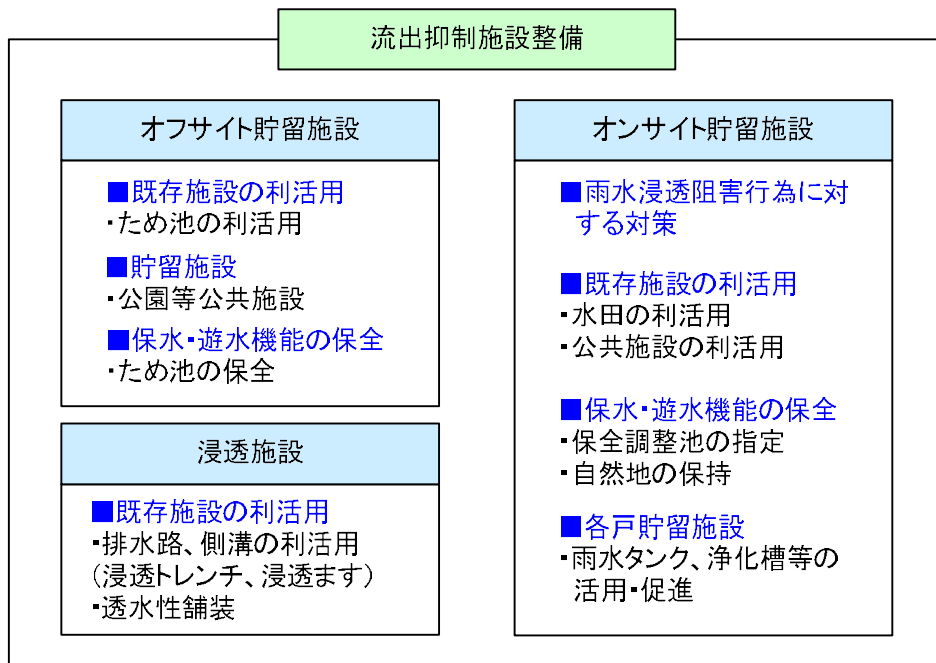 流出抑制施設整備
オフサイト貯留施設
■既存施設の利活用
・ため池の利活用
■貯留施設
・公園等公共施設
■保水・遊水機能の保全
・ため池の保全
浸透施設
■既存施設の利活用
・排水路、側溝の利活用
(浸透トレンチ、浸透ます)
・透水性舗装
オンサイト貯留施設
■雨水浸透阻害行為に対
する対策
■既存施設の利活用
・水田の利活用
・公共施設の利活用
■保水・遊水機能の保全
・保全調整池の指定
・自然地の保持
■各戸貯留施設
・雨水タンク、浄化槽等の
活用・促進